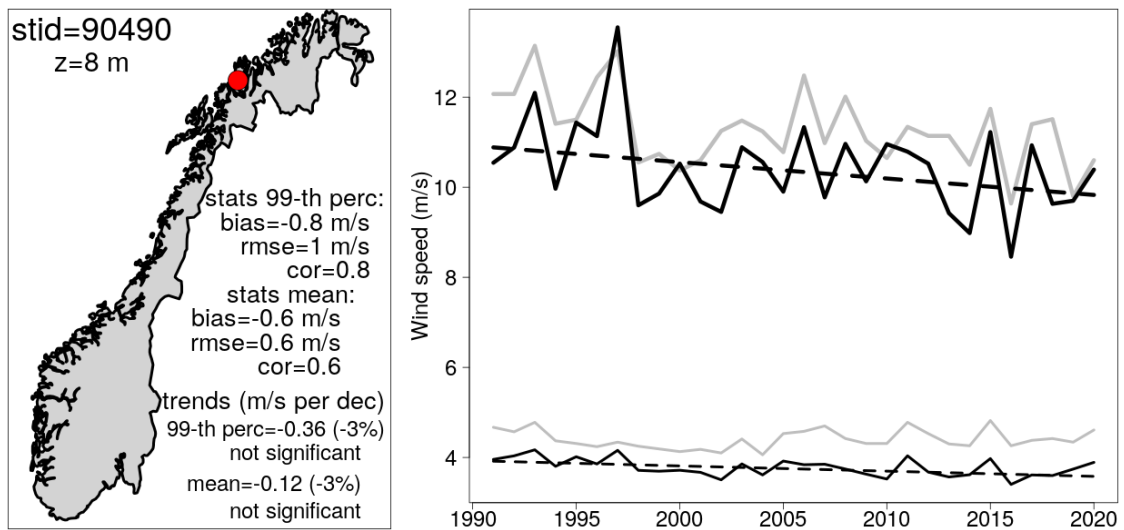 stid=90490
z=8 m
stats 99-th perc:
bias=-0.8 m/s
rmse=1 m/s
cor=0.8
stats mean:
bias=-0.6 m/s
rmse=0.6 m/s
cor=0.6
trends (m/s per dec)
99-th perc=-0.36 (-3%)
not significant
mean=-0.12 (-3%)
not significant
Wind speed (m/s)
12
10
8
6
4
1990 1995 2000 2005 2010 2015 2020